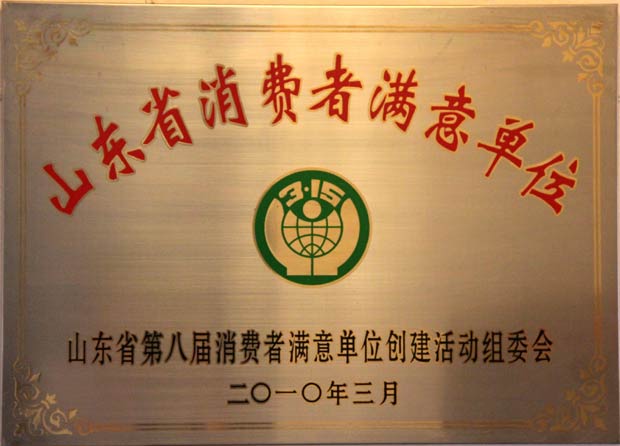 山东省消费者满意单位
3·15
山东省第八届消费者满意单位创建活动组委会
二〇一〇年三月